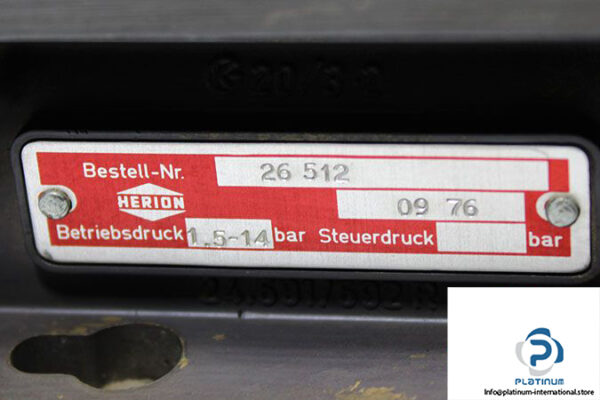 Bestell-Nr. 26 512
HERION
09 76
Betriebsdruck 1.5-14 bar Steuerdruck bar
PLATINUM
Info@platinum-international.store